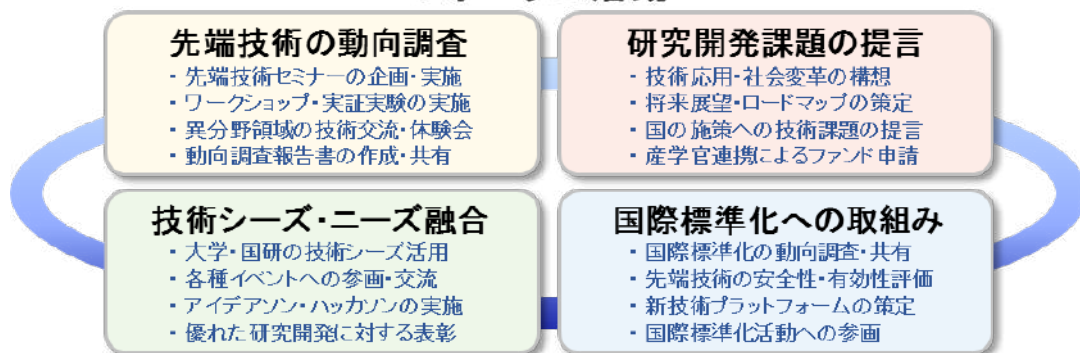 先端技術の動向調査
・先端技術セミナーの企画・実施
・ワークショップ・実証実験の実施
・異分野領域の技術交流・体験会
・動向調査報告書の作成・共有
研究開発課題の提言
・技術応用・社会変革の構想
・将来展望・ロードマップの策定
・国の施策への技術課題の提言
・産学官連携によるファンド申請
技術シーズ・ニーズ融合
・大学・国研の技術シーズ活用
・各種イベントへの参画・交流
・アイデアソン・ハッカソンの実施
・優れた研究開発に対する表彰
国際標準化への取組み
・国際標準化の動向調査・共有
・先端技術の安全性・有効性評価
・新技術プラットフォームの策定
・国際標準化活動への参画